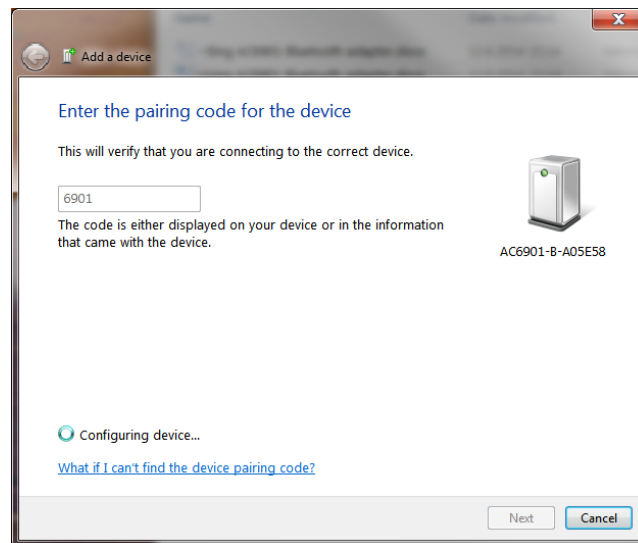 Add a device
Enter the pairing code for the device
This will verify that you are connecting to the correct device.
6901
The code is either displayed on your device or in the information
that came with the device.
AC6901-B-A05E58
Configuring device...
What if I can't find the device pairing code?
Next
Cancel